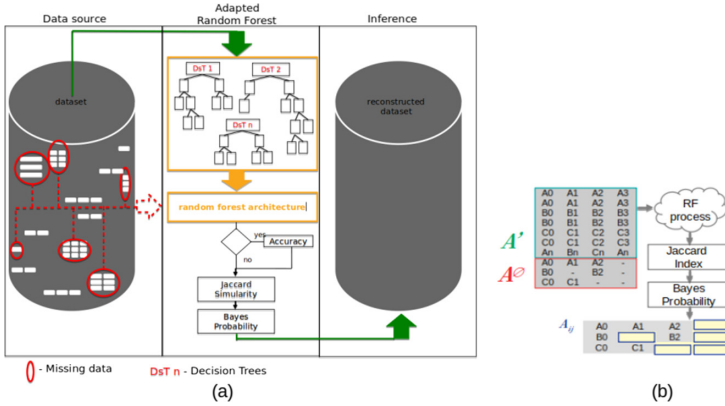 Data source
Adapted
Random Forest
Inference
dataset
DsT 1
DsT 2
DsT n
reconstructed
dataset
random forest architecture
yes
Accuracy
no
Jaccard
Simularity
Bayes
Probability
- Missing data
DsT n - Decision Trees
(a)
A'
A0 A1 A2 A3
A0 A1 A2 A3
B0 B1 B2 B3
B0 B1 B2 B3
C0 C1 C2 C3
C0 C1 C2 C3
An Bn Cn An
A∅
A0 A1 A2 -
B0 - B2 -
C0 C1 - -
RF
process
Jaccard
Index
Bayes
Probability
A ij
A0 A1 A2
B0 B2
C0 C1
(b)